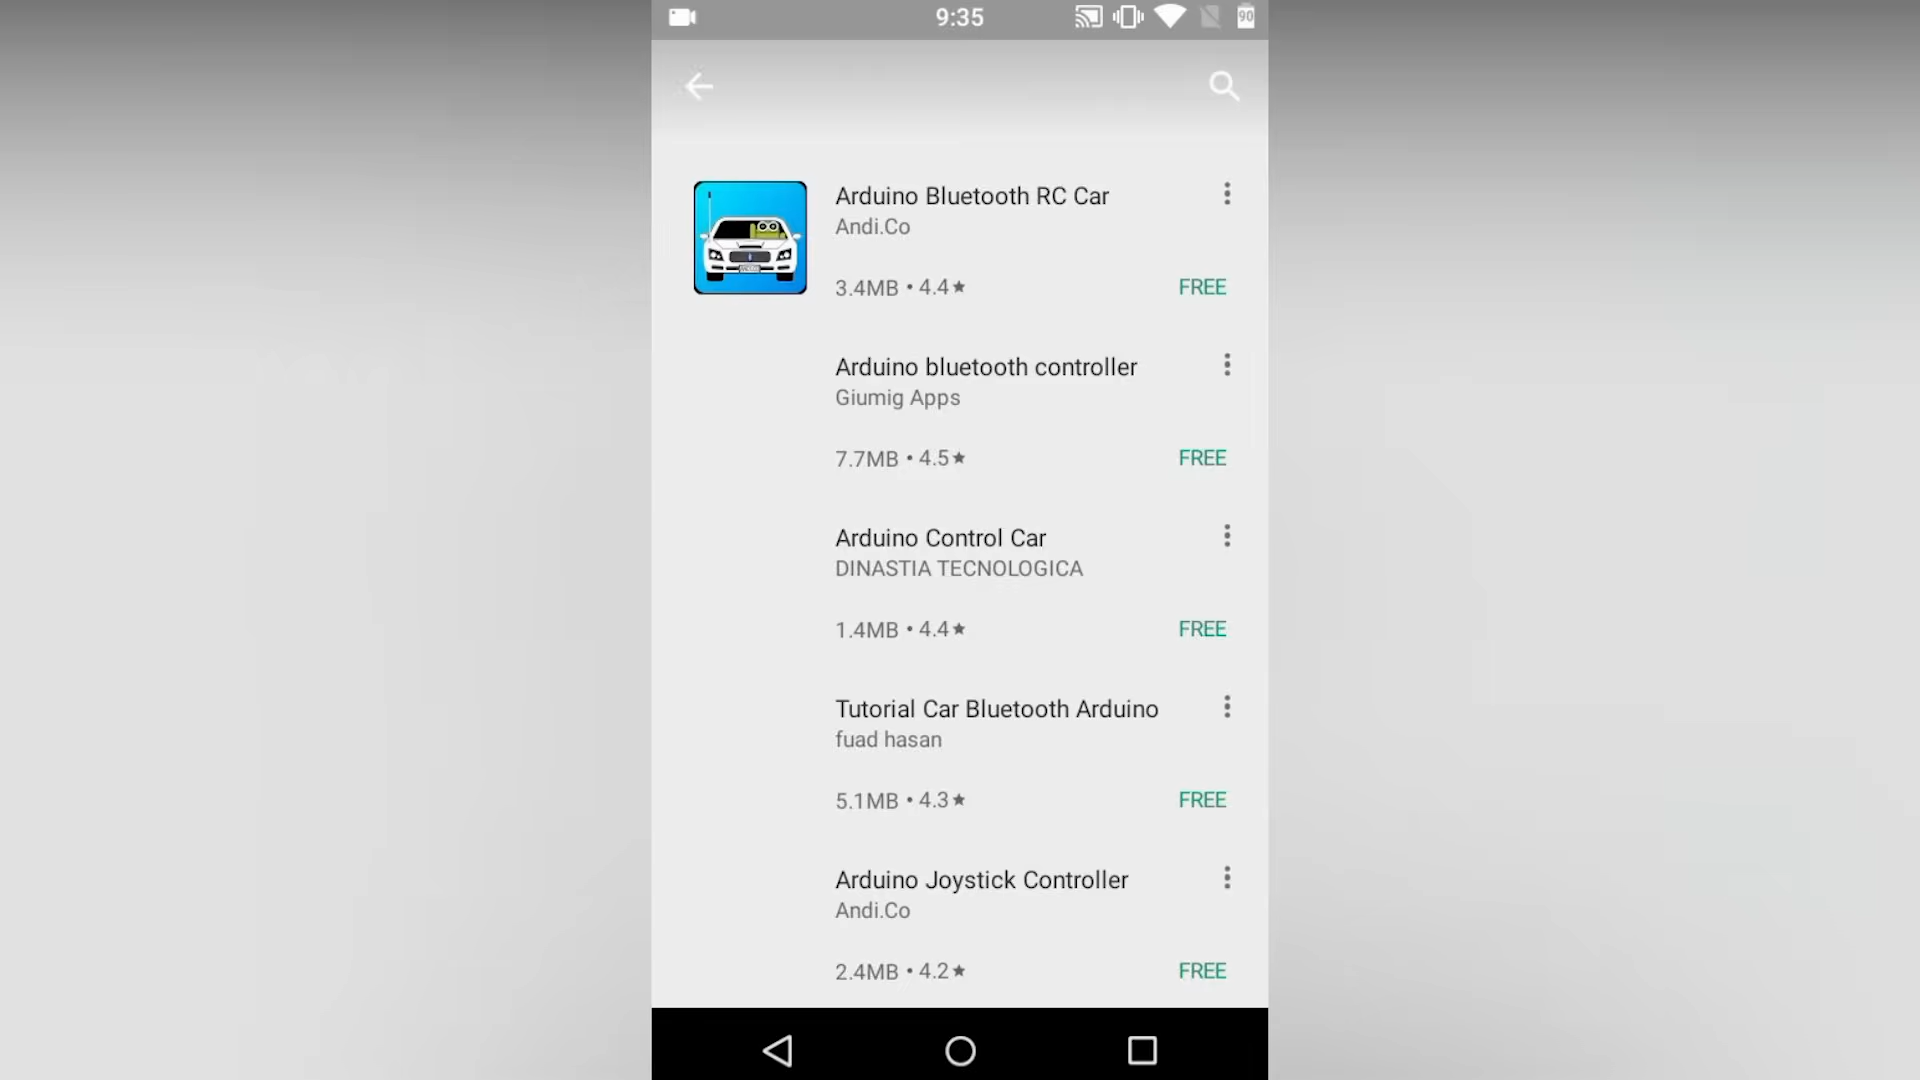 9:35
90
Arduino Bluetooth RC Car
Andi.Co
3.4MB • 4.4★
FREE
Arduino bluetooth controller
Giumig Apps
7.7MB • 4.5★
FREE
Arduino Control Car
DINASTIA TECNOLOGICA
1.4MB • 4.4★
FREE
Tutorial Car Bluetooth Arduino
fuad hasan
5.1MB • 4.3★
FREE
Arduino Joystick Controller
Andi.Co
2.4MB • 4.2★
FREE